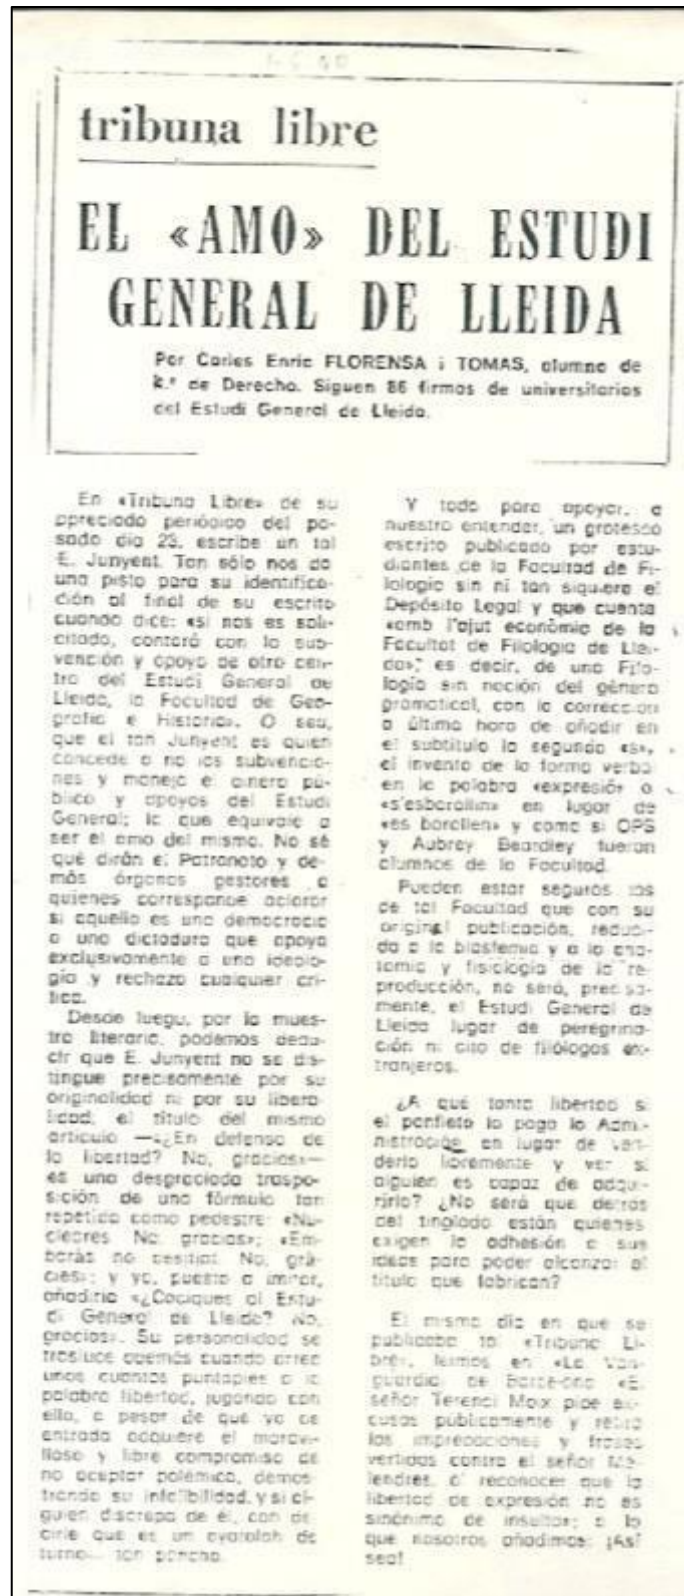 tribuna libre
EL «AMO» DEL ESTUDI
GENERAL DE LLEIDA
Por Carles Enric FLORENSA i TOMAS, alumno de
k.º de Derecho. Siguen 86 firmas de universitarios
del Estudi General de Lleida.
En «Tribuna Libre» de su
apreciado periódico del pa-
sado día 23, escribe un tal
E. Junyent. Tan sólo nos da
una pista para su identifica-
ción al final de su escrito
cuando dice: «si nos es soli-
citado, contará con la sub-
vención y apoyo de otro cen-
tro del Estudi General de
Lleida, la Facultad de Geo-
grafía e Historia». O sea,
que el tan Junyent es quien
concede o no las subvencio-
nes y maneja el dinero pú-
blico y apoyos del Estudi
General; lo que equivale a
ser el amo del mismo. No sé
qué dirán el Patronato y de-
más órganos gestores a
quienes corresponde aclarar
si aquello es una democracia
o una dictadura que apoya
exclusivamente a una ideolo-
gía y rechaza cualquier crí-
tica.
Desde luego, por la mues-
tra literaria, podemos dedu-
cir que E. Junyent no se dis-
tingue precisamente por su
originalidad ni por su libera-
lidad, el título del mismo
artículo —«¿En defensa de
la libertad? No, gracias»—
es una desgraciada traspo-
sición de una fórmula tan
repetida como pedestre: «Nu-
cleares No gracias»; «Em-
baràs no desitjat. No, grà-
cies»; y yo, puesto a imitar,
añadiría «¿Caciques al Estu-
di General de Lleida? No,
gracias». Su personalidad se
trasluce además cuando arrea
unos cuantos puntapiés a la
palabra libertad, jugando con
ella, a pesar de que ya de
entrada adquiere el maravi-
lloso y libre compromiso de
no aceptar polémica, demos-
trando su infalibilidad, y si al-
guien discrepa de él, con de-
cirle que es un ayatolah de
turno... tan pancho.
Y todo para apoyar, a
nuestro entender, un grotesco
escrito publicado por estu-
diantes de la Facultad de Fi-
lología sin ni tan siquiera el
Depósito Legal y que cuenta
«amb l'ajut econòmic de la
Facultat de Filologia de Llei-
da»; es decir, de una Filo-
logía sin noción del género
gramatical, con la corrección
a última hora de añadir en
el subtítulo la segunda «s»,
el invento de la forma verbal
en la palabra «expresió» o
«s'esborallin» en lugar de
«es borallen» y como si OPS
y Aubrey Beardley fueran
alumnos de la Facultad.
Pueden estar seguros los
de tal Facultad que con su
original publicación, reduci-
da a la blasfemia y a la ana-
tomía y fisiología de la re-
producción, no será, precisa-
mente, el Estudi General de
Lleida lugar de peregrina-
ción ni cita de filólogos ex-
tranjeros.
¿A qué tanta libertad si
el panfleto lo paga la Admi-
nistración en lugar de ven-
derlo libremente y ver si
alguien es capaz de adqui-
rirlo? ¿No será que detrás
del tinglado están quienes
exigen la adhesión a sus
ideas para poder alcanzar el
título que fabrican?
El mismo día en que se
publicaba la «Tribuna Li-
bre», leímos en «La Van-
guardia» de Barcelona «El
señor Terenci Moix pide ex-
cusas públicamente y retira
las imprecaciones y frases
vertidas contra el señor Me-
lendres, al reconocer que la
libertad de expresión no es
sinónimo de insulto»; a lo
que nosotros añadimos: ¡Así
sea!